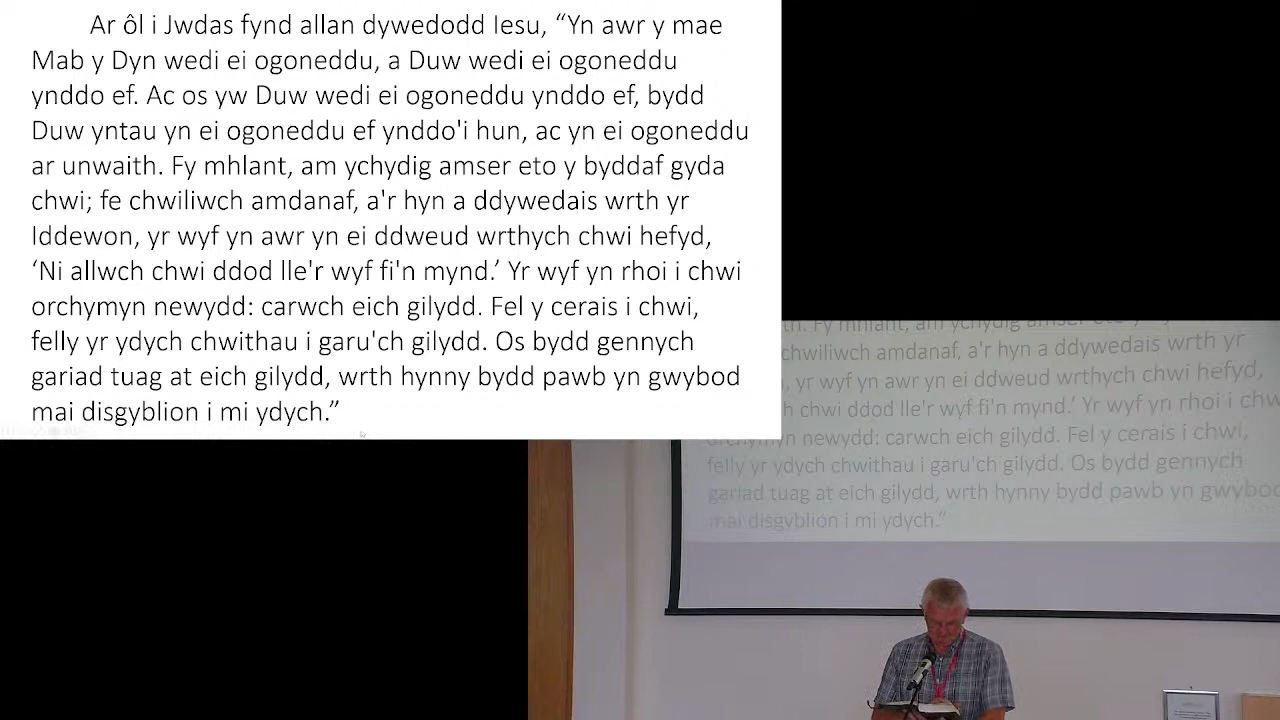 Ar ôl i Jwdas fynd allan dywedodd Iesu, “Yn awr y mae
Mab y Dyn wedi ei ogoneddu, a Duw wedi ei ogoneddu
ynddo ef. Ac os yw Duw wedi ei ogoneddu ynddo ef, bydd
Duw yntau yn ei ogoneddu ef ynddo'i hun, ac yn ei ogoneddu
ar unwaith. Fy mhlant, am ychydig amser eto y byddaf gyda
chwi; fe chwiliwch amdanaf, a'r hyn a ddywedais wrth yr
Iddewon, yr wyf yn awr yn ei ddweud wrthych chwi hefyd,
‘Ni allwch chwi ddod lle'r wyf fi'n mynd.’ Yr wyf yn rhoi i chwi
orchymyn newydd: carwch eich gilydd. Fel y cerais i chwi,
felly yr ydych chwithau i garu'ch gilydd. Os bydd gennych
gariad tuag at eich gilydd, wrth hynny bydd pawb yn gwybod
mai disgyblion i mi ydych.”
Fy mhlant, am ychydig amser eto
chwiliwch amdanaf, a'r hyn a ddywedais wrth yr
, yr wyf yn awr yn ei ddweud wrthych chwi hefyd,
h chwi ddod lle'r wyf fi'n mynd.’ Yr wyf yn rhoi i chw
orchymyn newydd: carwch eich gilydd. Fel y cerais i chwi,
felly yr ydych chwithau i garu'ch gilydd. Os bydd gennych
gariad tuag at eich gilydd, wrth hynny bydd pawb yn gwybod
mai disgyblion i mi ydych.”